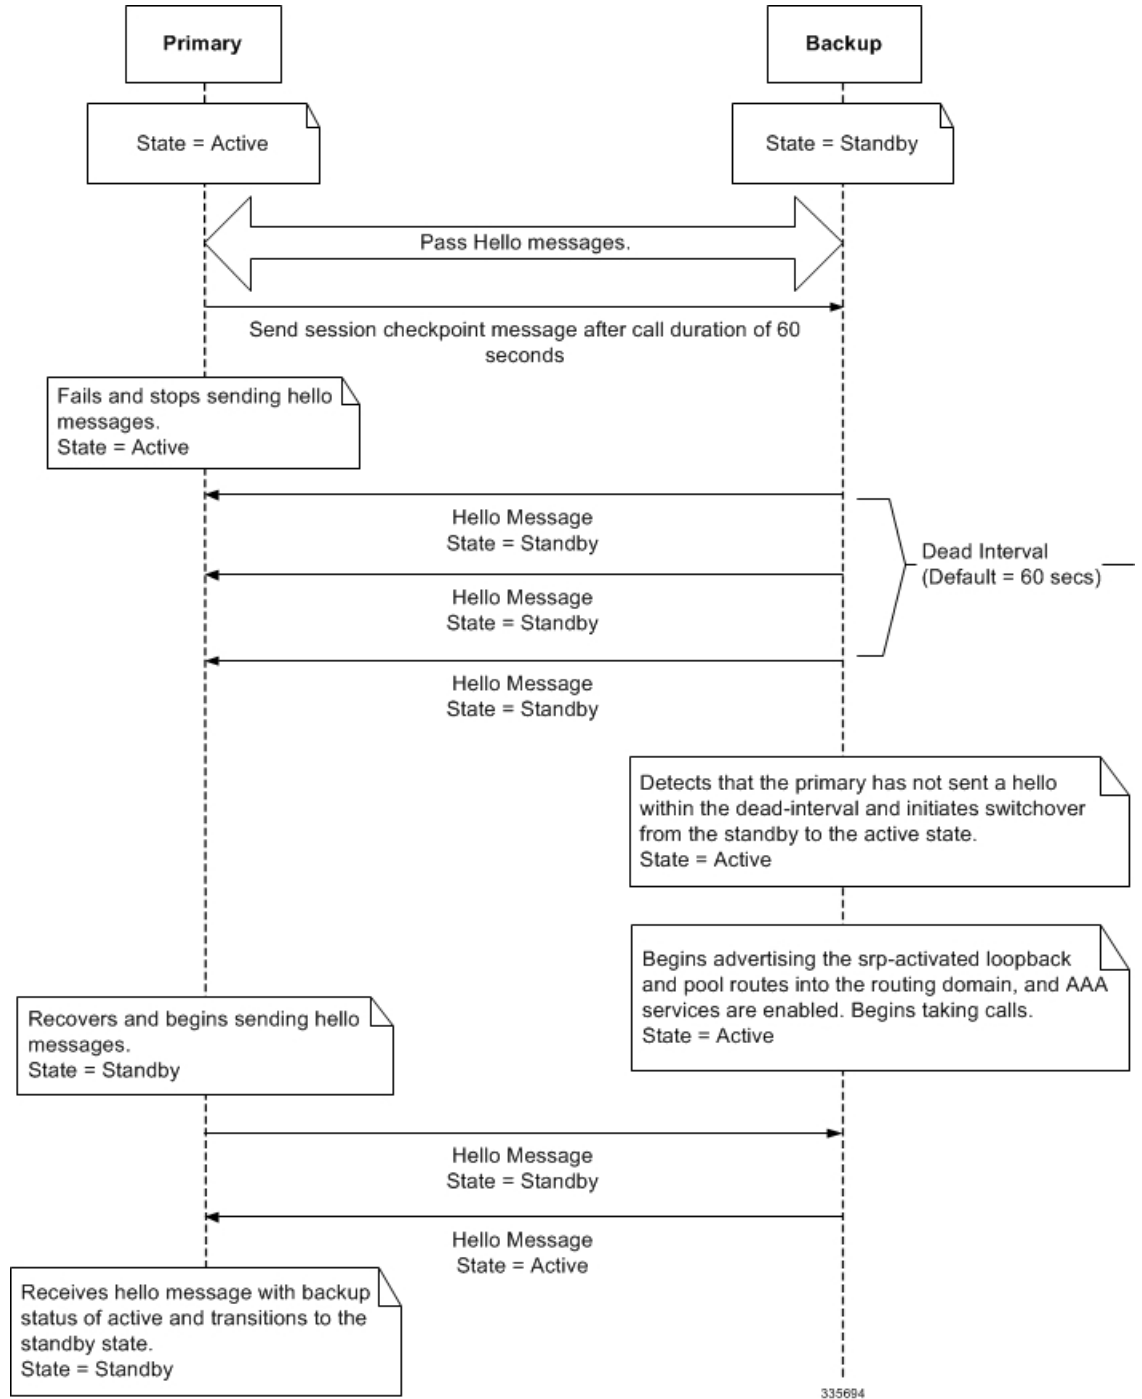 Primary
Backup
State = Active
State = Standby
Pass Hello messages.
Send session checkpoint message after call duration of 60
seconds
Fails and stops sending hello
messages.
State = Active
Hello Message
State = Standby
Dead Interval
(Default = 60 secs)
Hello Message
State = Standby
Hello Message
State = Standby
Detects that the primary has not sent a hello
within the dead-interval and initiates switchover
from the standby to the active state.
State = Active
Begins advertising the srp-activated loopback
and pool routes into the routing domain, and AAA
services are enabled. Begins taking calls.
State = Active
Recovers and begins sending hello
messages.
State = Standby
Hello Message
State = Standby
Hello Message
State = Active
Receives hello message with backup
status of active and transitions to the
standby state.
State = Standby
335694